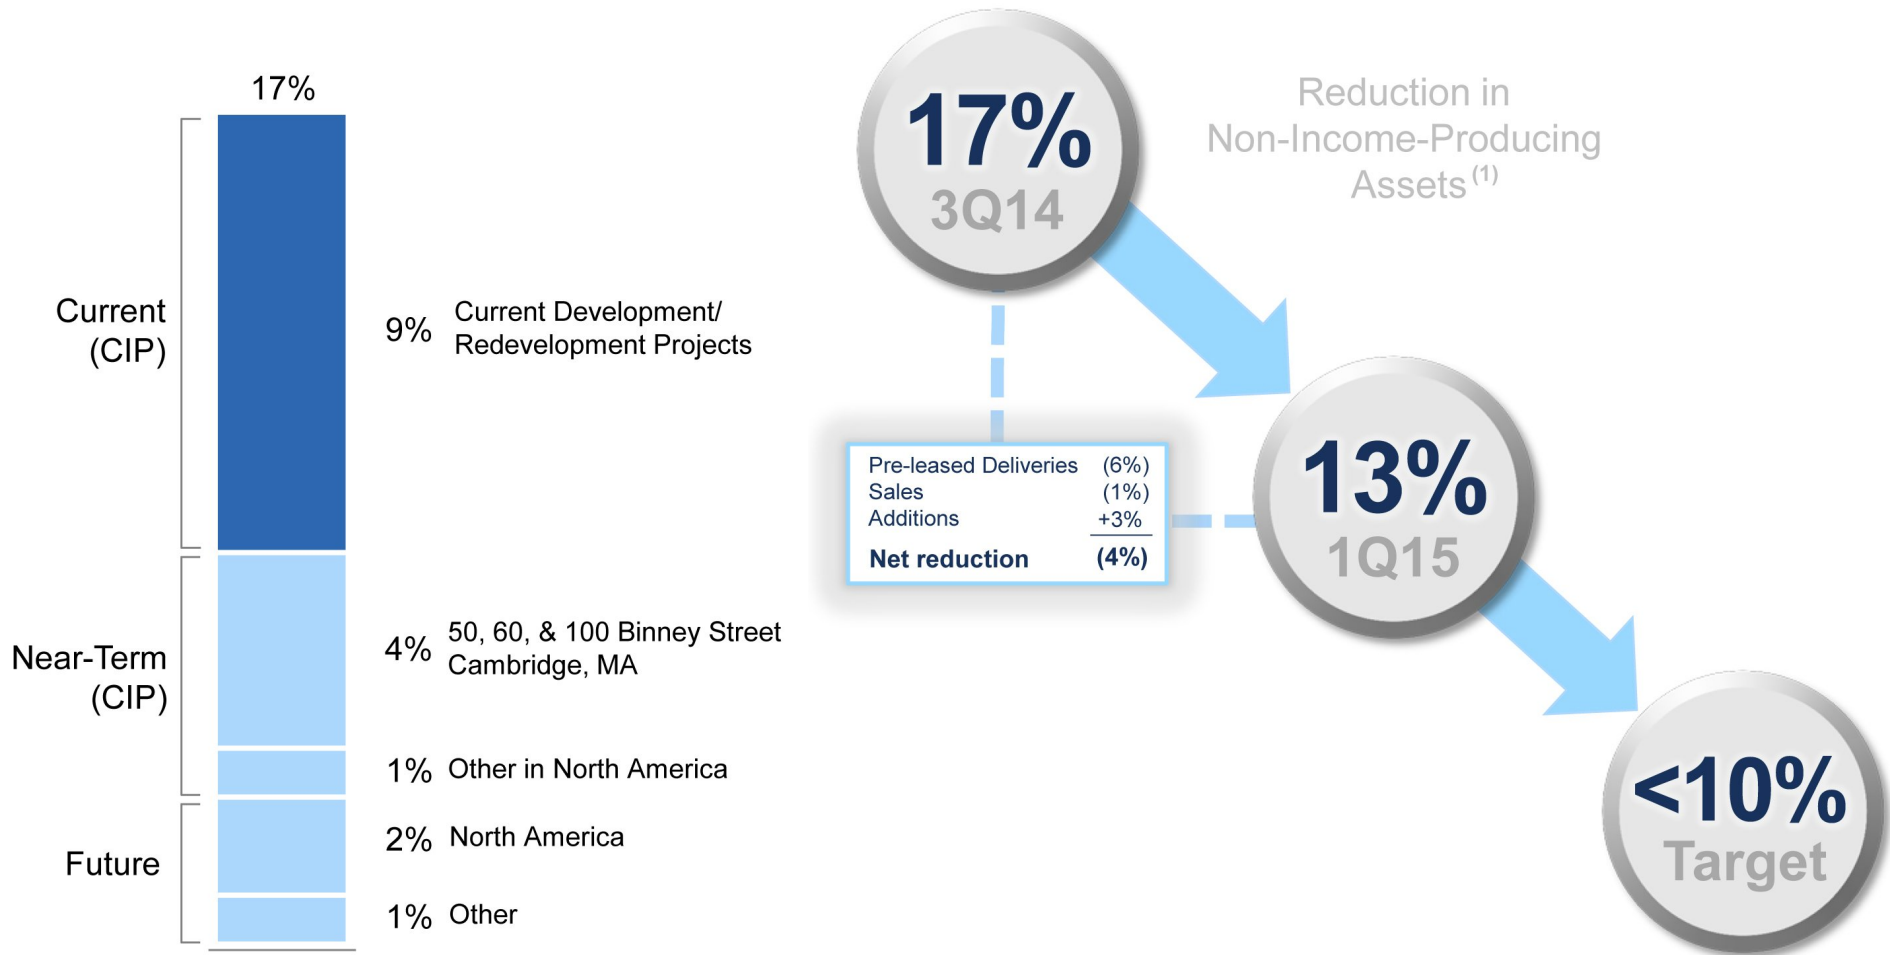 17%
Current
(CIP)
9%
Current Development/
Redevelopment Projects
Near-Term
(CIP)
4%
50, 60, & 100 Binney Street
Cambridge, MA
1% Other in North America
Future
2% North America
1% Other
17%
3Q14
Reduction in
Non-Income-Producing
Assets (1)
Pre-leased Deliveries (6%)
Sales (1%)
Additions +3%
Net reduction (4%)
13%
1Q15
<10%
Target